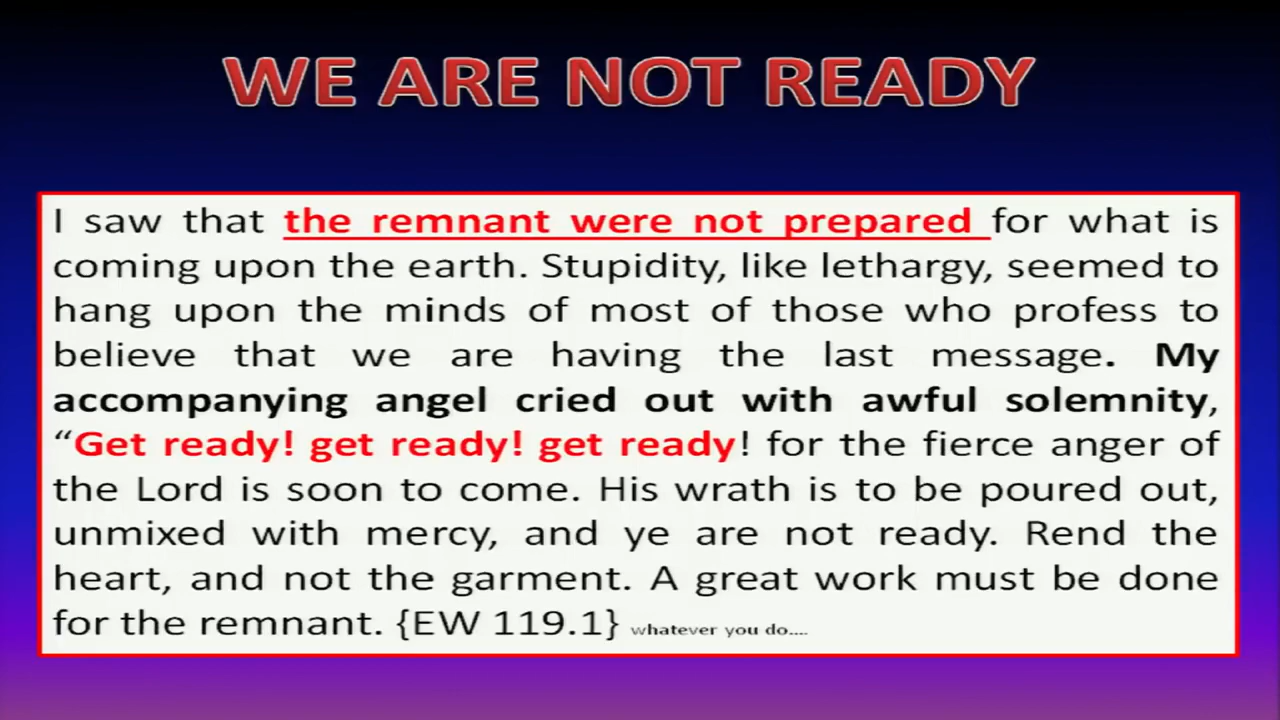 WE ARE NOT READY
I saw that the remnant were not prepared for what is
coming upon the earth. Stupidity, like lethargy, seemed to
hang upon the minds of most of those who profess to
believe that we are having the last message. My
accompanying angel cried out with awful solemnity,
“Get ready! get ready! get ready! for the fierce anger of
the Lord is soon to come. His wrath is to be poured out,
unmixed with mercy, and ye are not ready. Rend the
heart, and not the garment. A great work must be done
for the remnant. {EW 119.1} whatever you do....